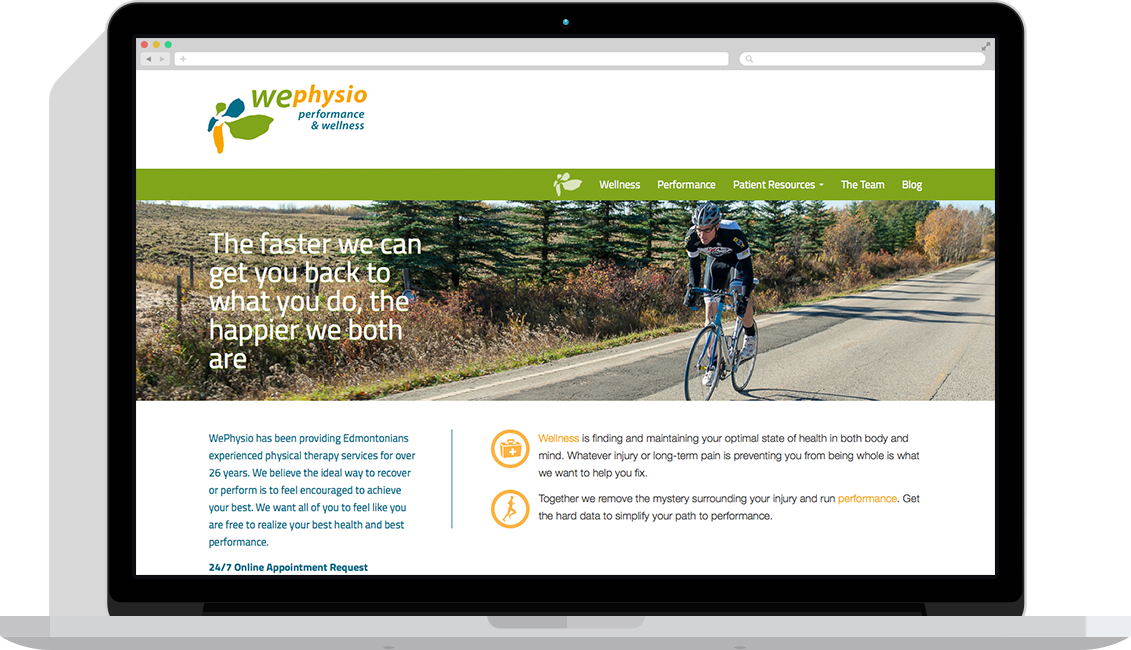 wephysio
performance
& wellness
Wellness Performance Patient Resources The Team Blog
The faster we can
get you back to
what you do, the
happier we both
are
WePhysio has been providing Edmontonians
experienced physical therapy services for over
26 years. We believe the ideal way to recover
or perform is to feel encouraged to achieve
your best. We want all of you to feel like you
are free to realize your best health and best
performance.
24/7 Online Appointment Request
Wellness is finding and maintaining your optimal state of health in both body and
mind. Whatever injury or long-term pain is preventing you from being whole is what
we want to help you fix.
Together we remove the mystery surrounding your injury and run performance. Get
the hard data to simplify your path to performance.